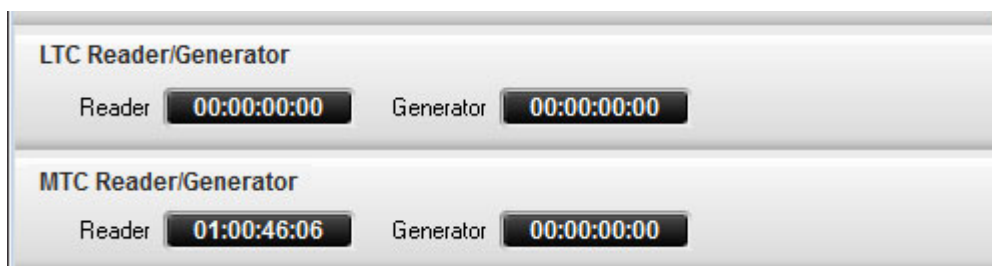 LTC Reader/Generator
Reader 00:00:00:00 Generator 00:00:00:00
MTC Reader/Generator
Reader 01:00:46:06 Generator 00:00:00:00